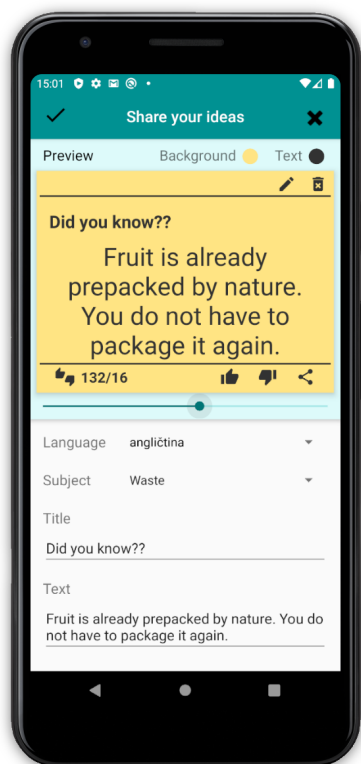 15:01
Share your ideas
Preview Background Text
Did you know??
Fruit is already
prepacked by nature.
You do not have to
package it again.
132/16
Language angličtina
Subject Waste
Title
Did you know??
Text
Fruit is already prepacked by nature. You do
not have to package it again.